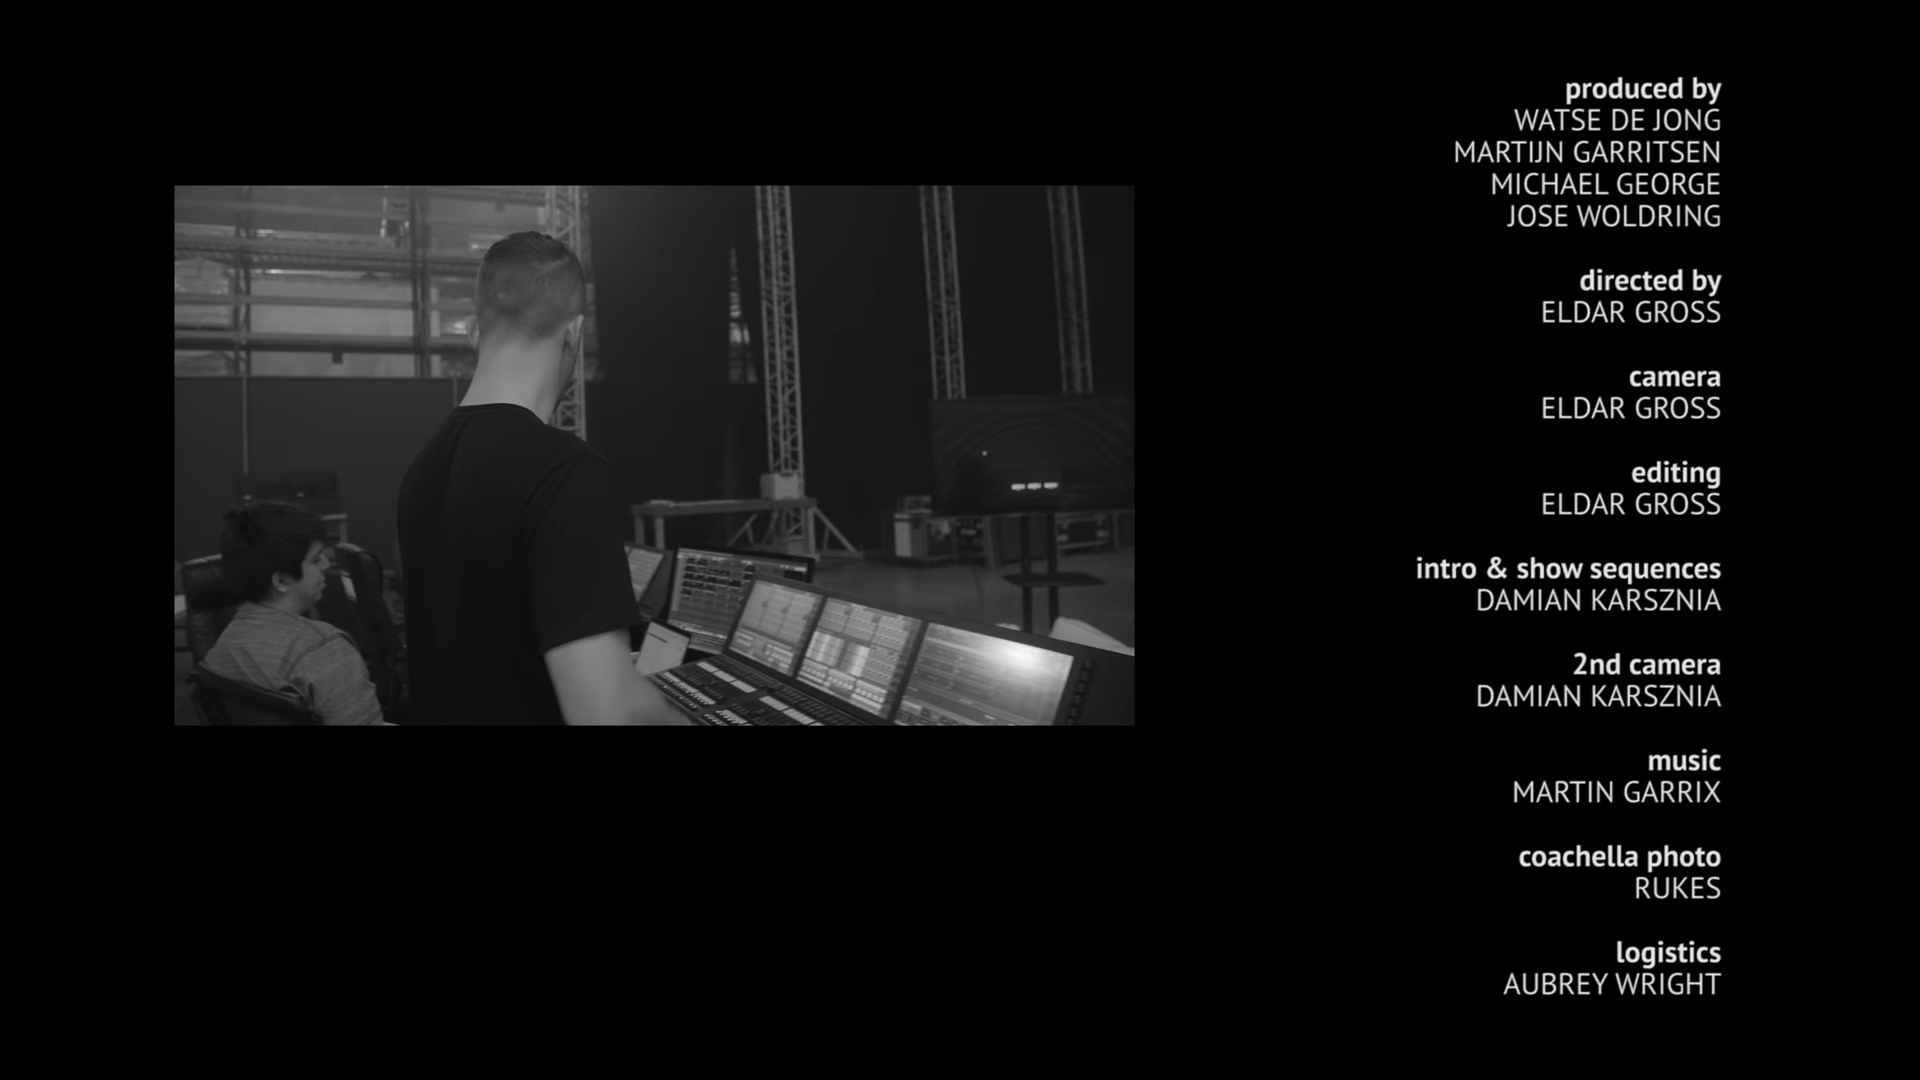 produced by
WATSE DE JONG
MARTIJN GARRITSEN
MICHAEL GEORGE
JOSE WOLDRING
directed by
ELDAR GROSS
camera
ELDAR GROSS
editing
ELDAR GROSS
intro & show sequences
DAMIAN KARSZNIA
2nd camera
DAMIAN KARSZNIA
music
MARTIN GARRIX
coachella photo
RUKES
logistics
AUBREY WRIGHT